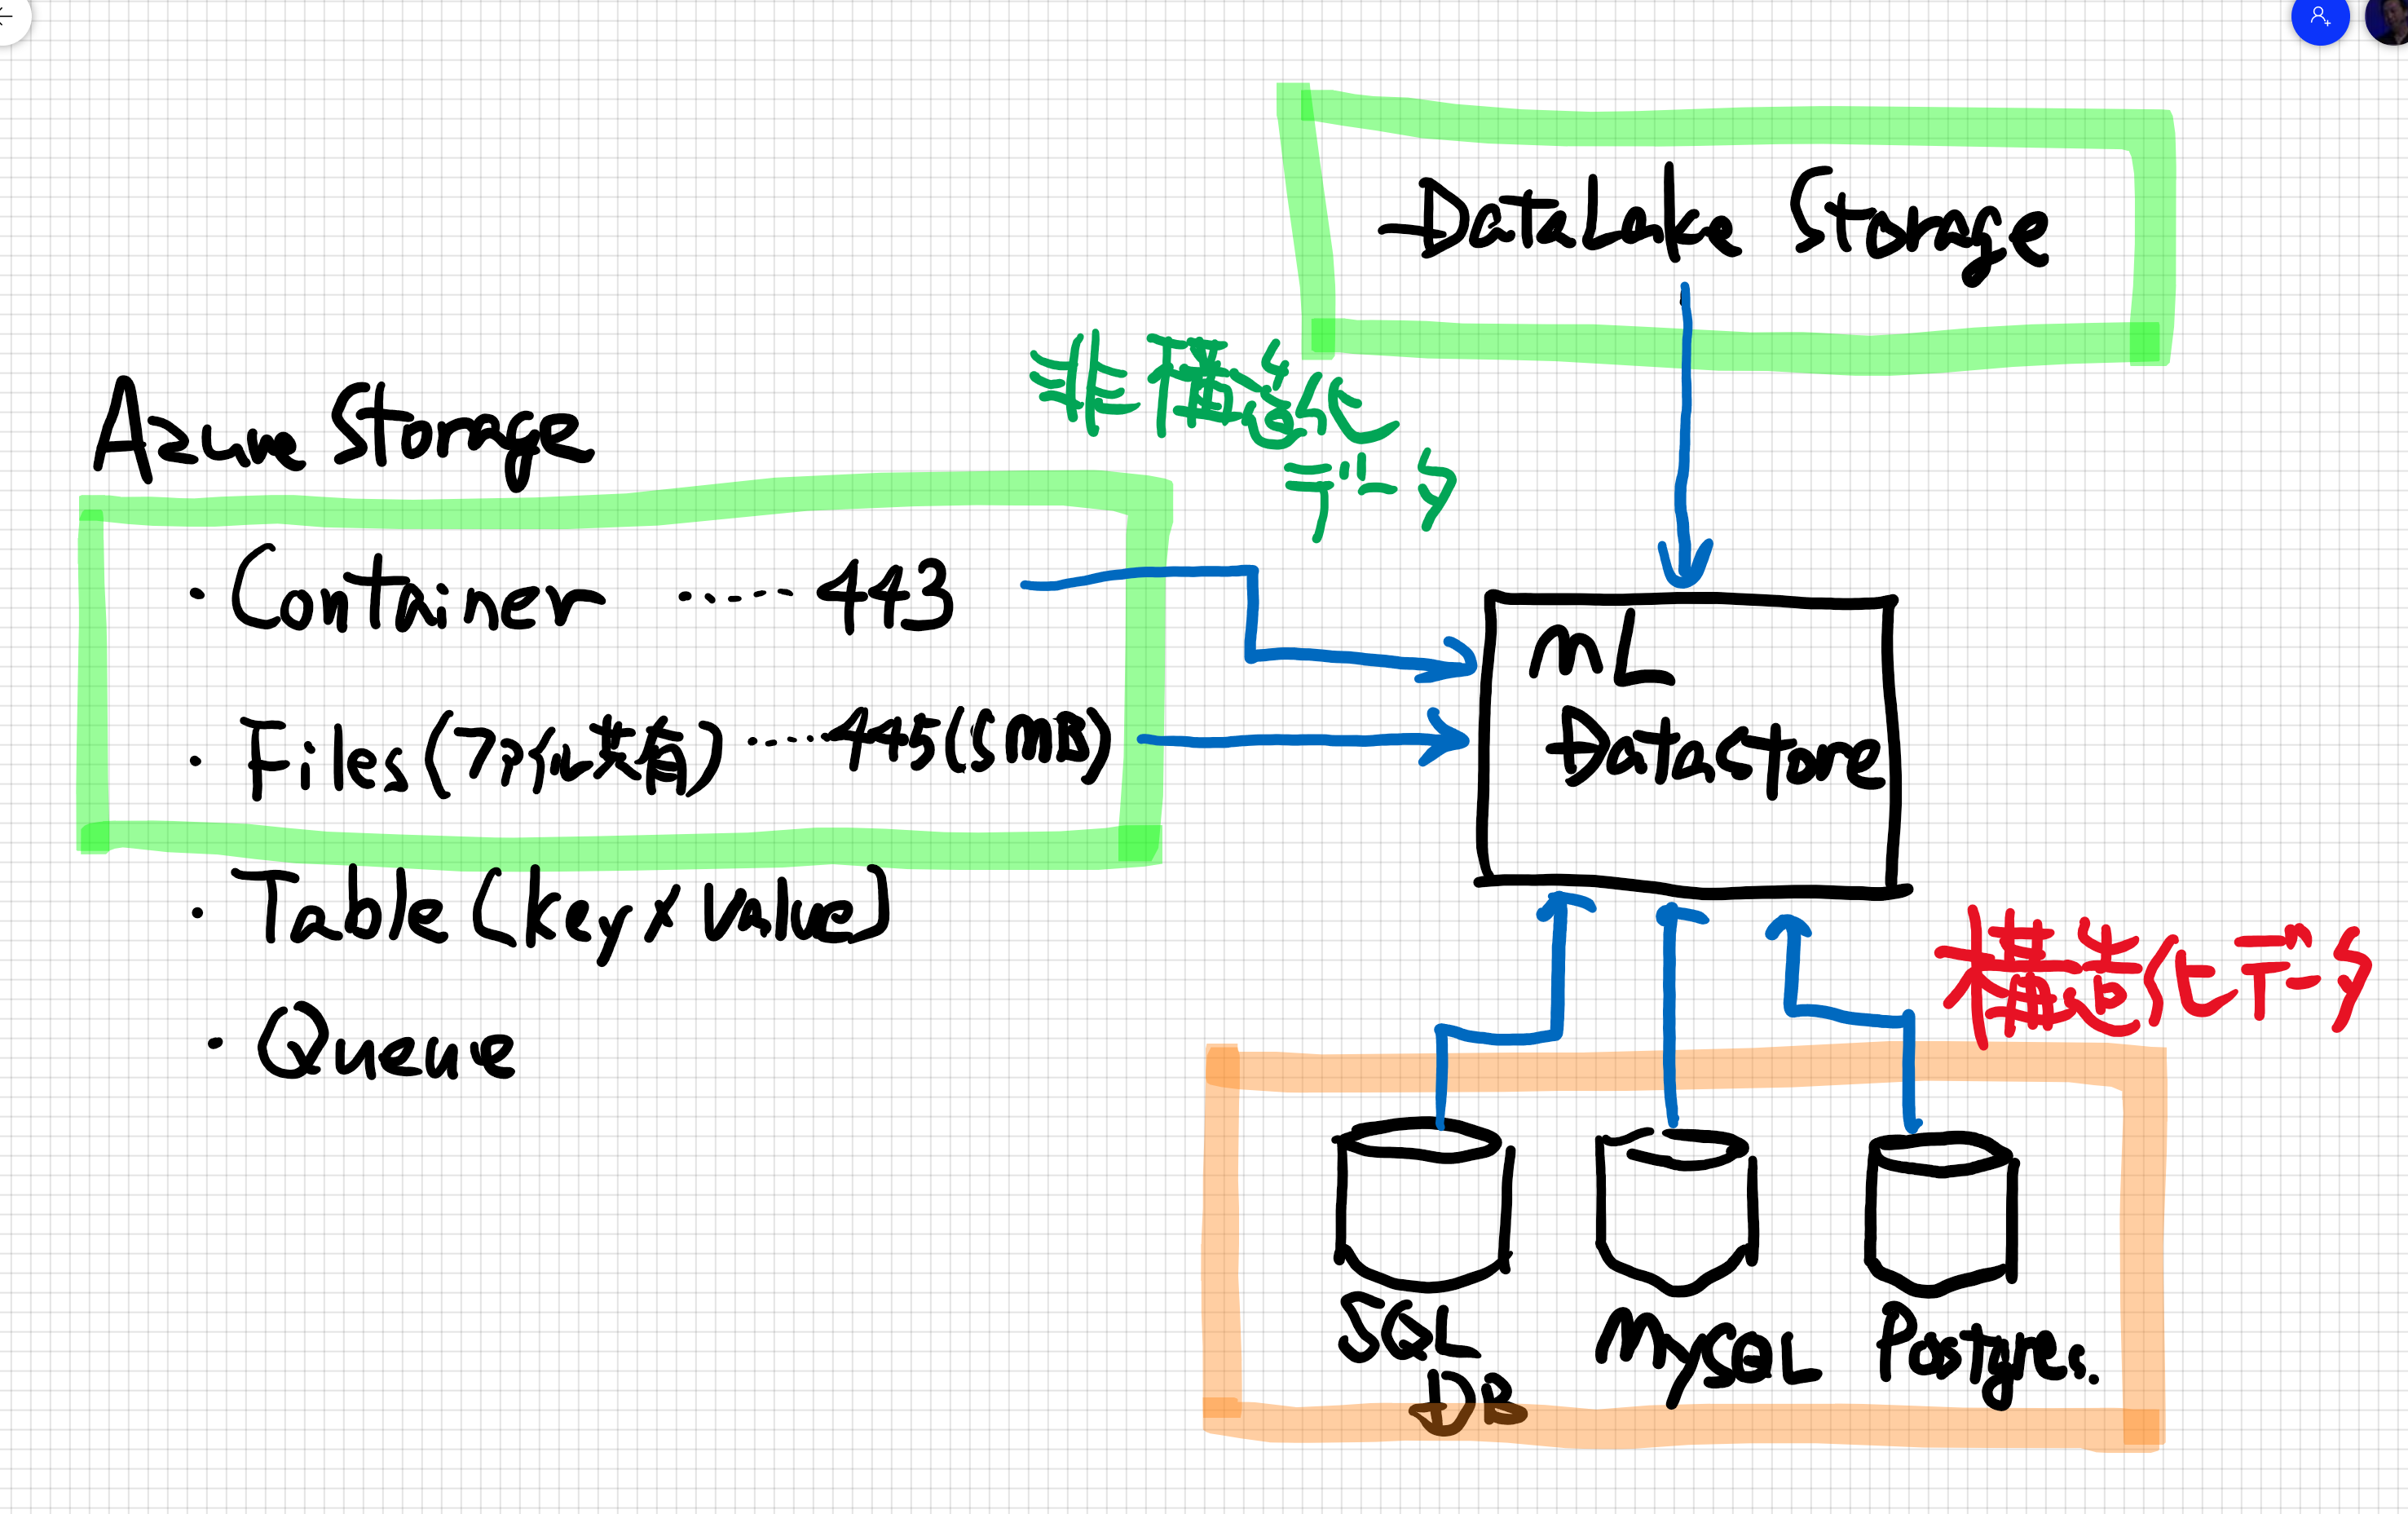 DataLake Storage
非構造化
データ
Azure Storage
・Container ・・・・・ 443
・Files(ファイル共有) ・・・・・445(SMB)
・Table (key × Value)
・Queue
ML
Datastore
構造化データ
SQL
DB
MySQL
Postgres.